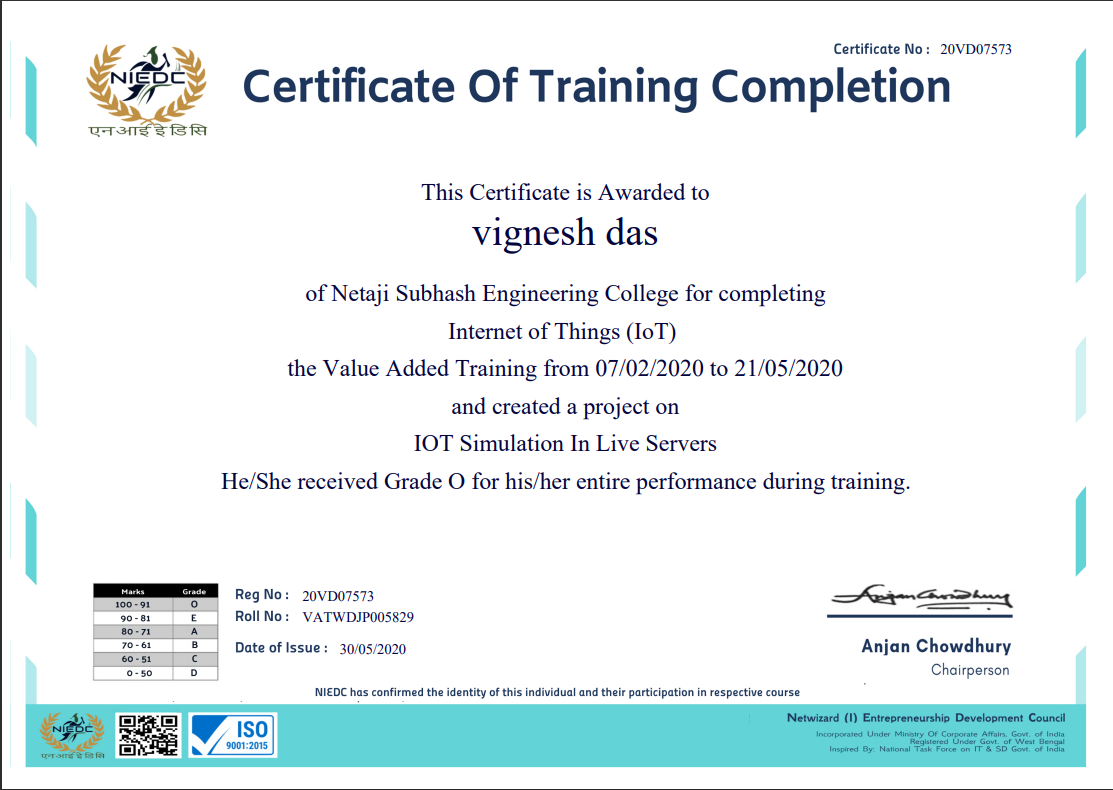 Certificate No : 20VD07573
NIEDC
एन आई ई डि सि
Certificate Of Training Completion
This Certificate is Awarded to
vignesh das
of Netaji Subhash Engineering College for completing
Internet of Things (IoT)
the Value Added Training from 07/02/2020 to 21/05/2020
and created a project on
IOT Simulation In Live Servers
He/She received Grade O for his/her entire performance during training.
Marks Grade
100 - 91 O
90 - 81 E
80 - 71 A
70 - 61 B
60 - 51 C
0 - 50 D
Reg No : 20VD07573
Roll No : VATWDJP005829
Date of Issue : 30/05/2020
Anjan Chowdhury
Anjan Chowdhury
Chairperson
NIEDC has confirmed the identity of this individual and their participation in respective course
NIEDC
एन आई ई डि सि
ISO
9001:2015
Netwizard (I) Entrepreneurship Development Council
Incorporated Under Ministry Of Corporate Affairs, Govt. of India
Registered Under Govt. of West Bengal
Inspired By: National Task Force on IT & SD Govt. of India